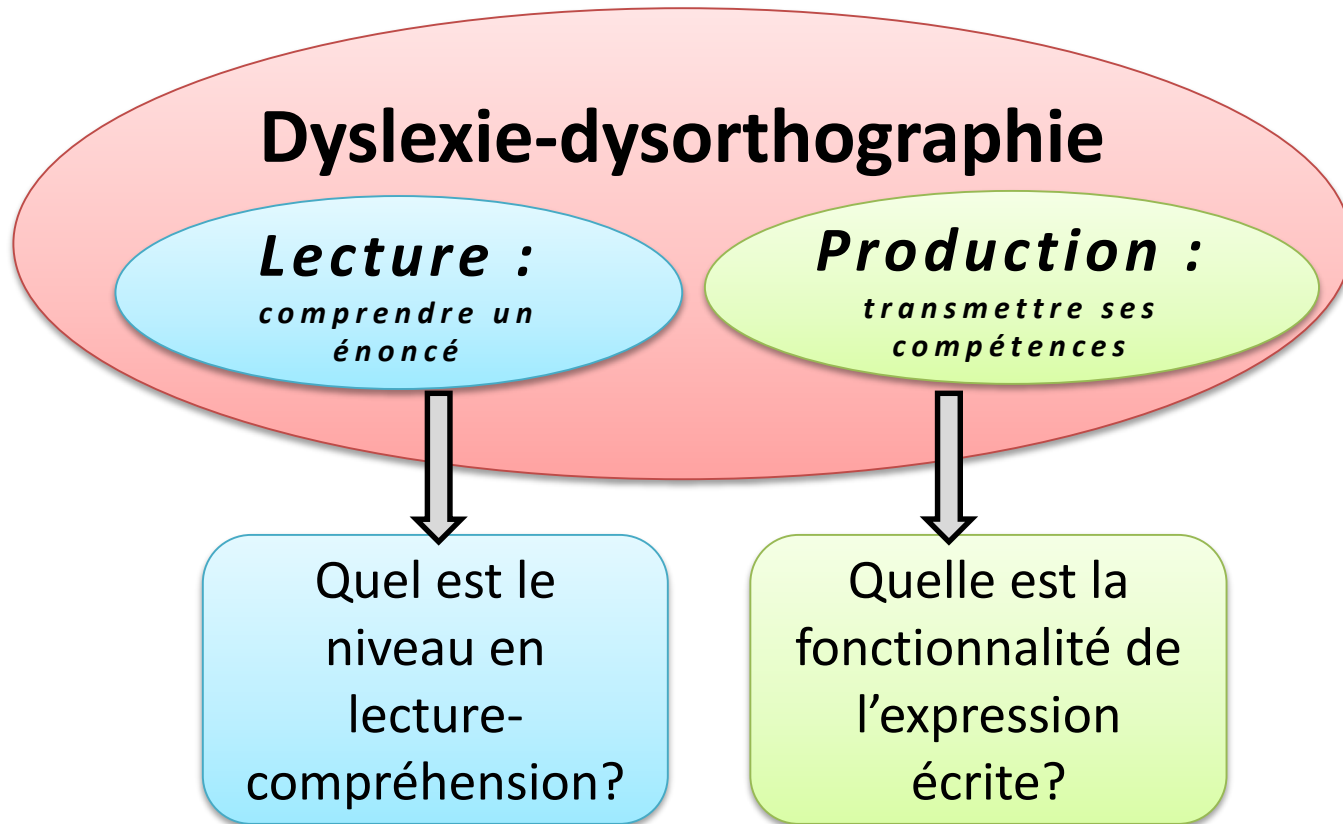 Dyslexie-dysorthographie
Lecture :
comprendre un
énoncé
Production :
transmettre ses
compétences
Quel est le
niveau en
lecture-
compréhension?
Quelle est la
fonctionnalité de
l’expression
écrite?